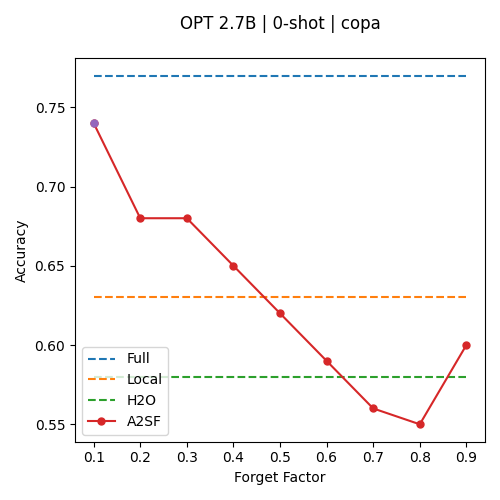 OPT 2.7B | 0-shot | copa
Accuracy
0.75
0.70
0.65
0.60
0.55
Full
Local
H2O
A2SF
0.1 0.2 0.3 0.4 0.5 0.6 0.7 0.8 0.9
Forget Factor